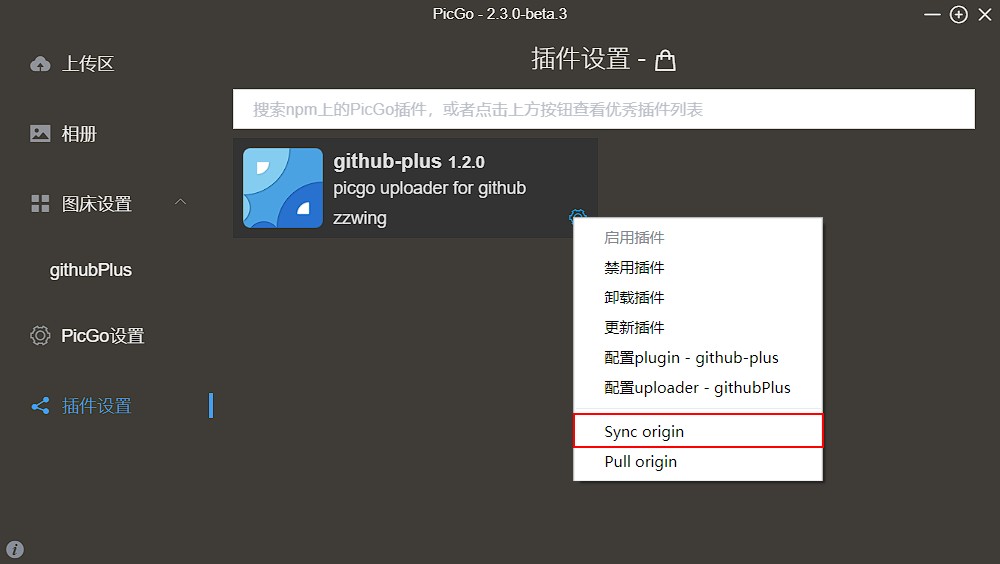 PicGo - 2.3.0-beta.3
上传区
相册
图床设置
githubPlus
PicGo设置
插件设置
插件设置 -
搜索npm上的PicGo插件，或者点击上方按钮查看优秀插件列表
github-plus 1.2.0
picgo uploader for github
zzwing
启用插件
禁用插件
卸载插件
更新插件
配置plugin - github-plus
配置uploader - githubPlus
Sync origin
Pull origin